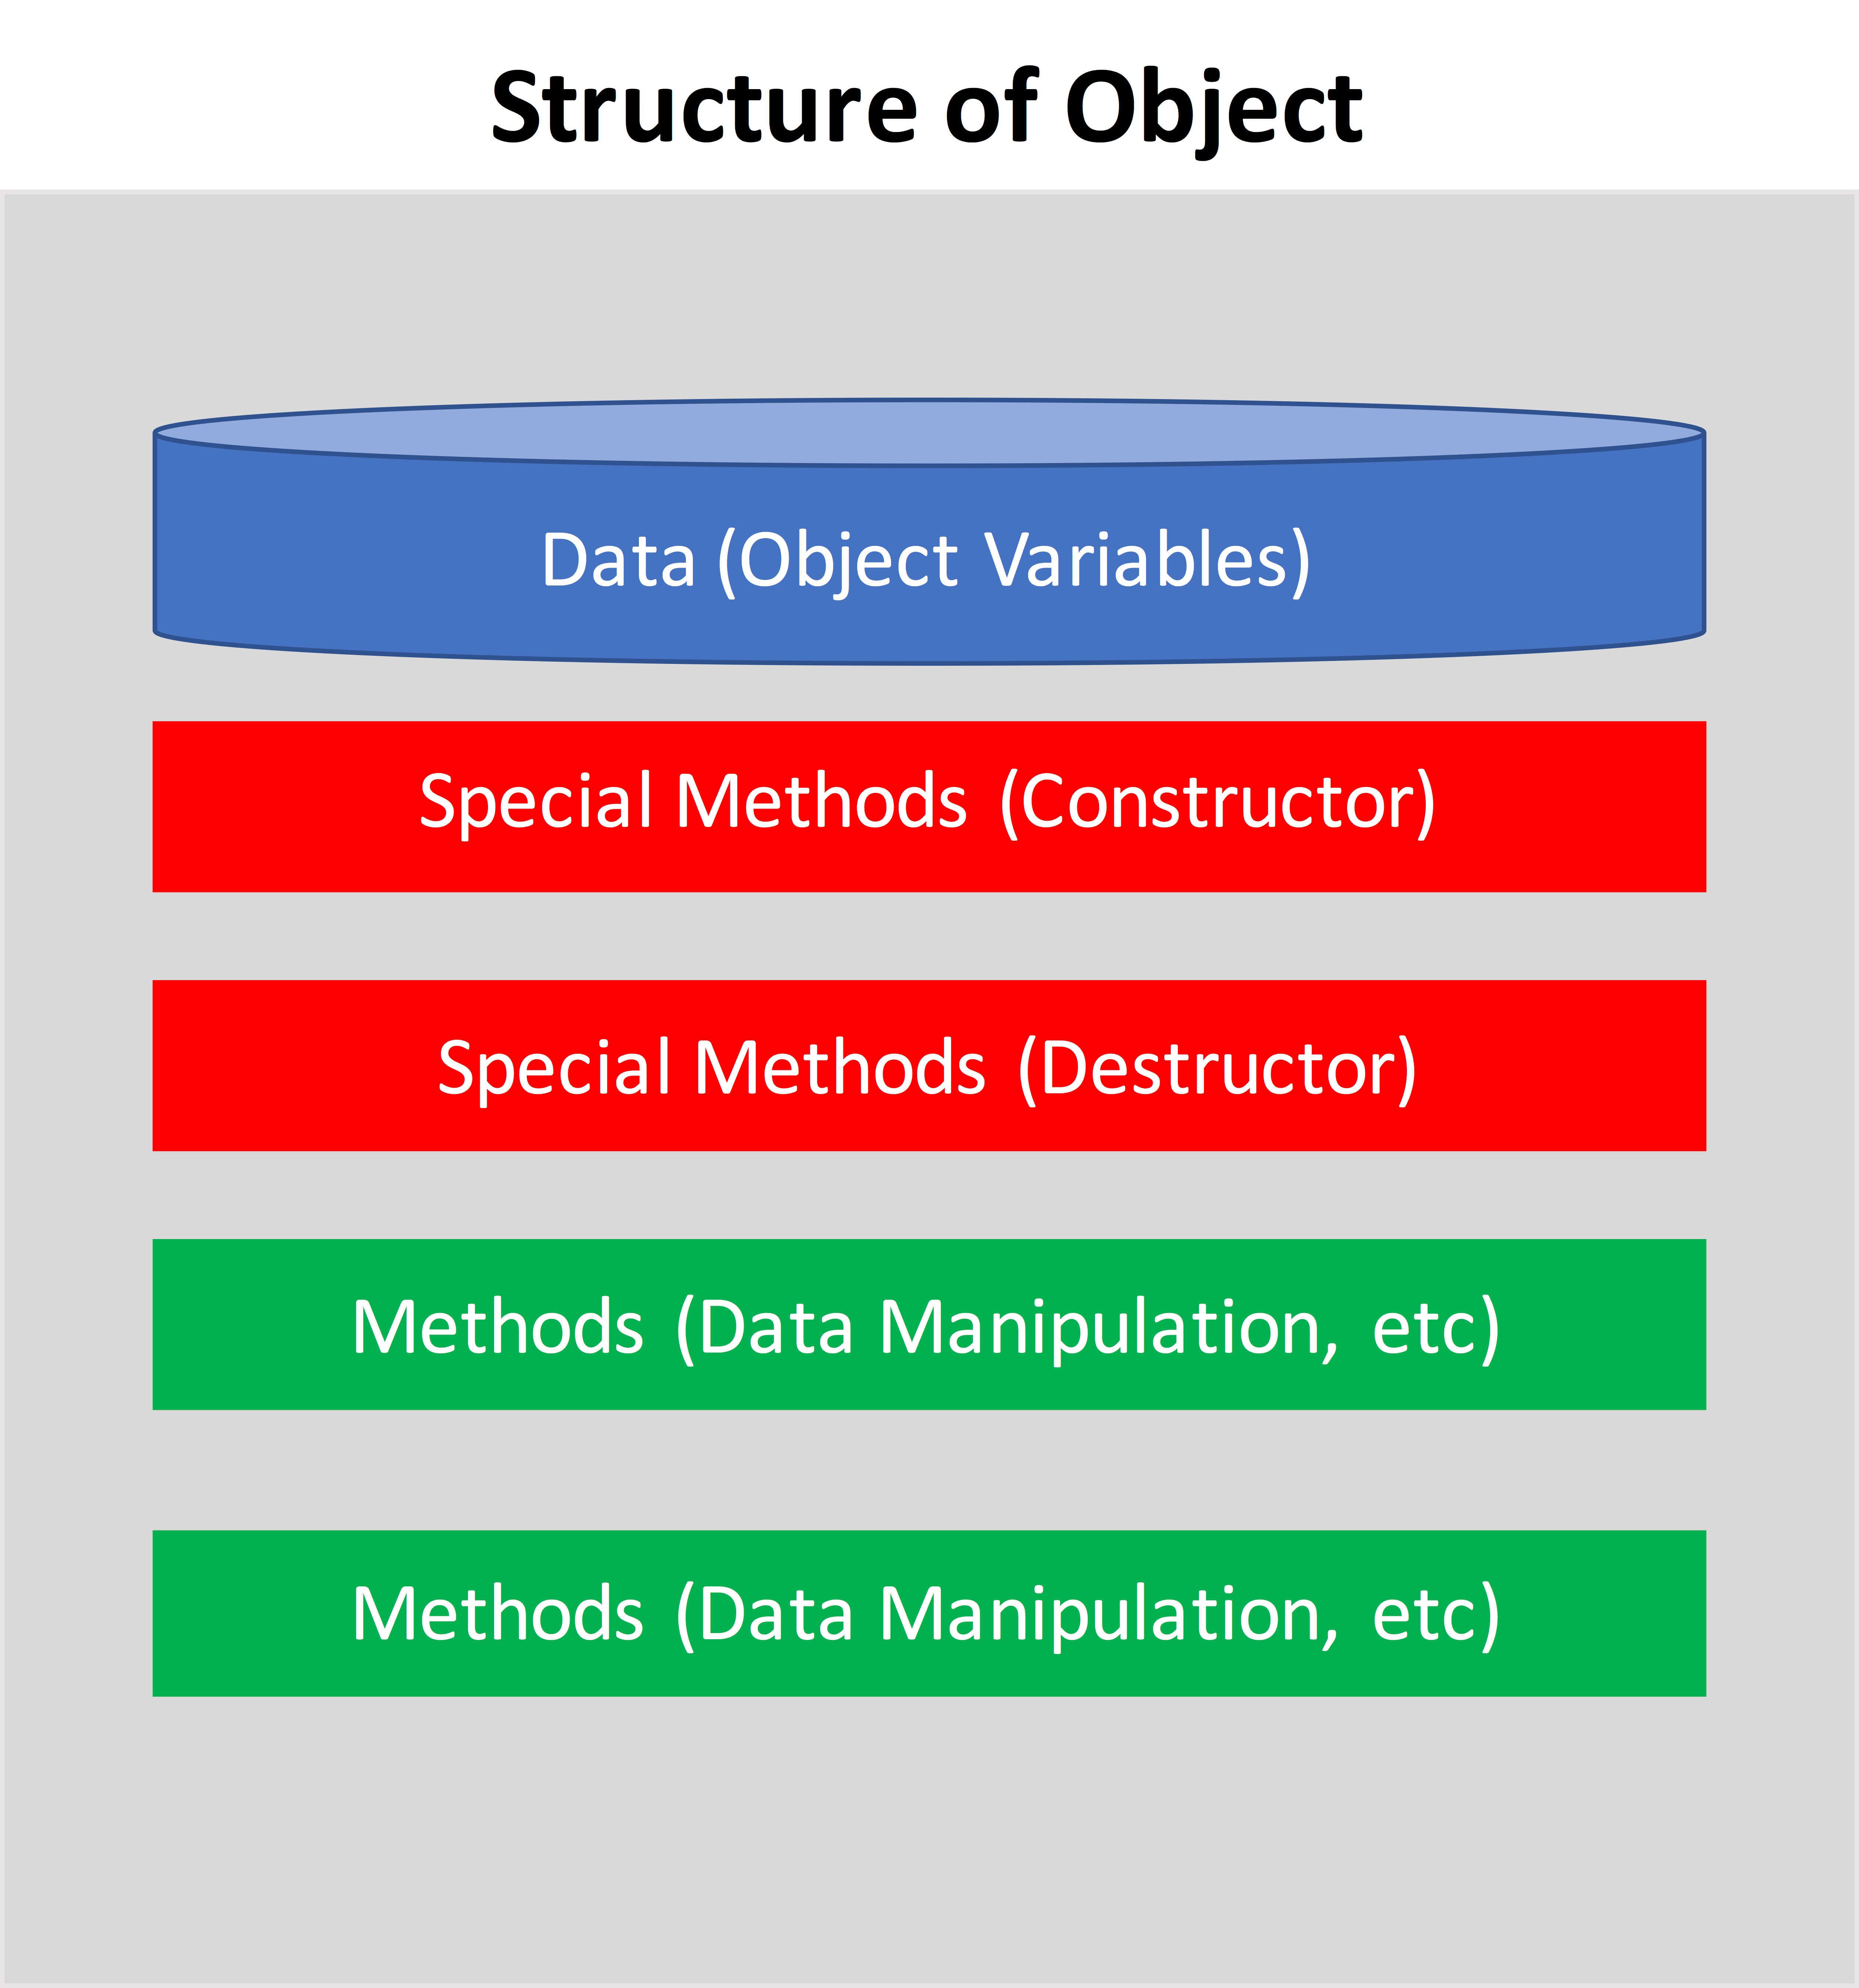 Structure of Object
Data (Object Variables)
Special Methods (Constructor)
Special Methods (Destructor)
Methods (Data Manipulation, etc)
Methods (Data Manipulation, etc)